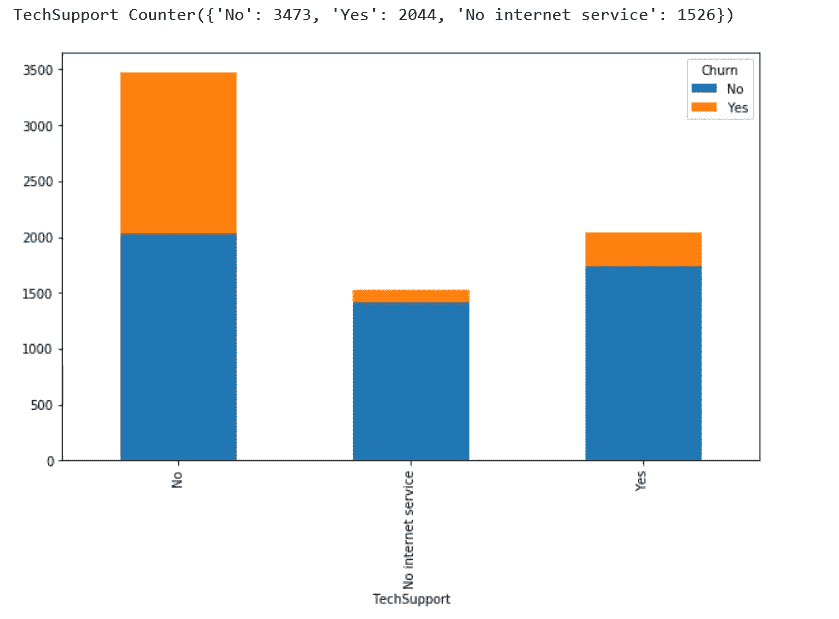 TechSupport Counter({'No': 3473, 'Yes': 2044, 'No internet service': 1526})
Churn
No
Yes
3500
3000
2500
2000
1500
1000
500
0
No
No internet service
Yes
TechSupport